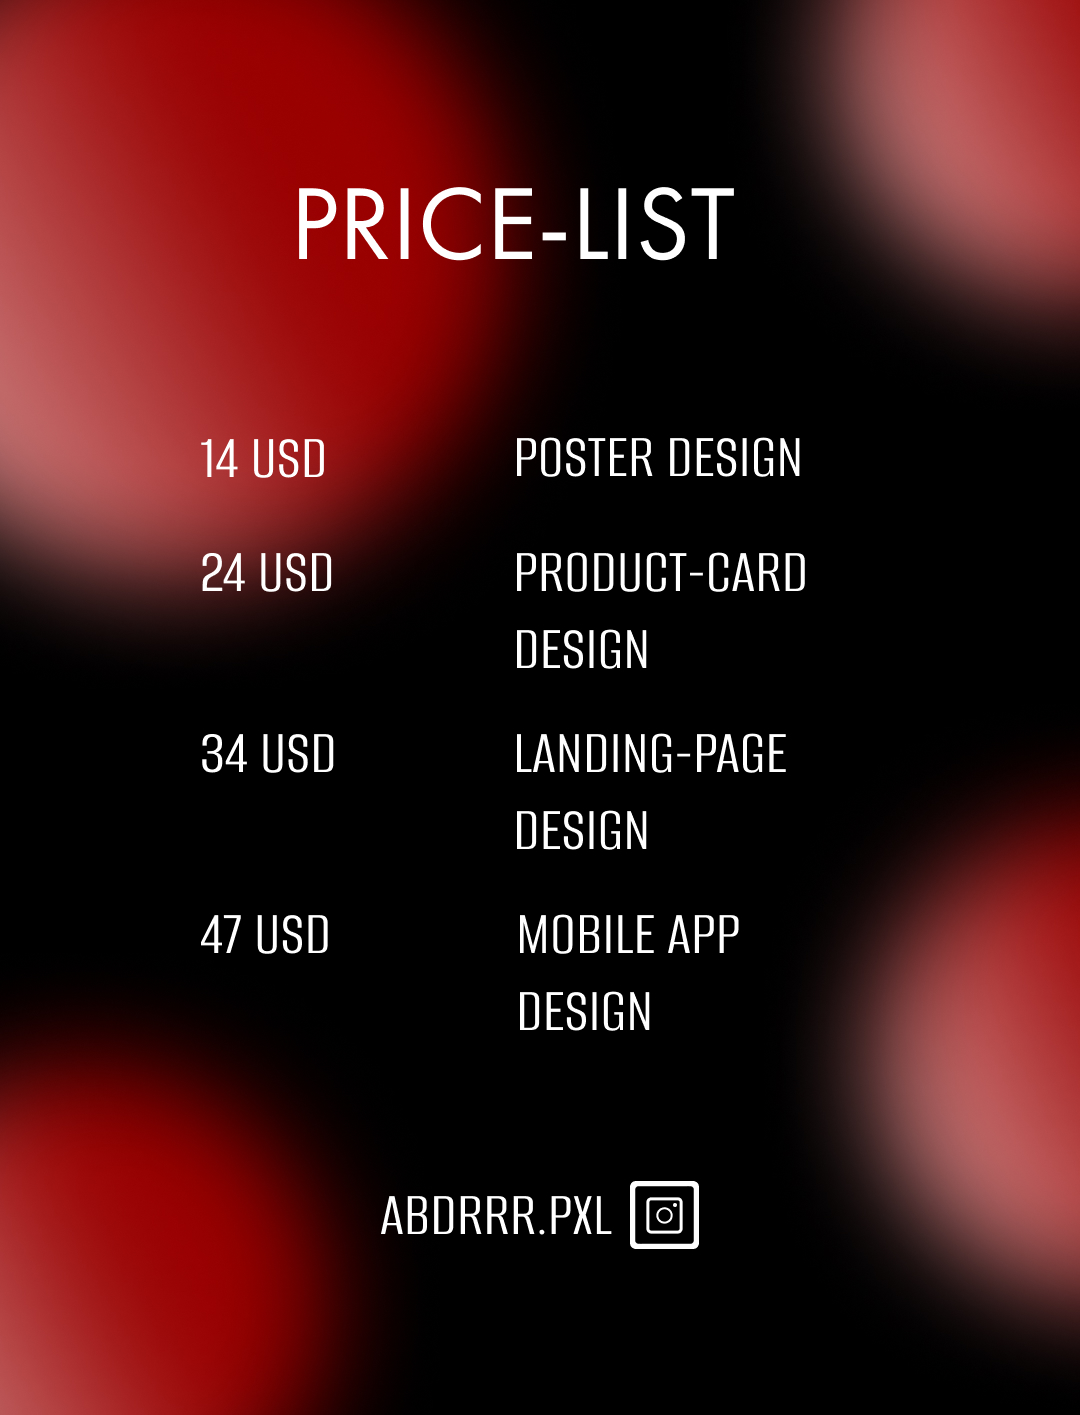 PRICE-LIST
14 USD POSTER DESIGN
24 USD PRODUCT-CARD
DESIGN
34 USD LANDING-PAGE
DESIGN
47 USD MOBILE APP
DESIGN
ABDRRR.PXL